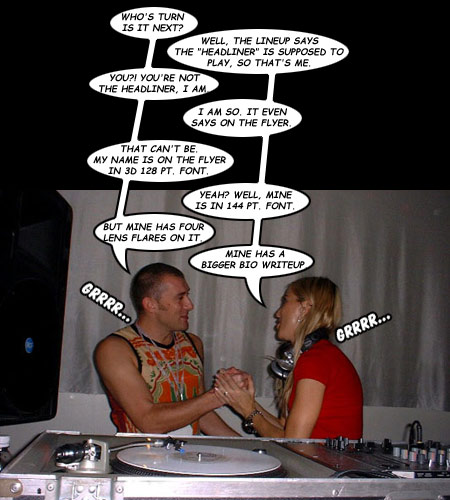 WHO'S TURN
IS IT NEXT?
WELL, THE LINEUP SAYS
THE "HEADLINER" IS SUPPOSED TO
PLAY, SO THAT'S ME.
YOU?! YOU'RE NOT
THE HEADLINER, I AM.
I AM SO. IT EVEN
SAYS ON THE FLYER.
THAT CAN'T BE.
MY NAME IS ON THE FLYER
IN 3D 128 PT. FONT.
YEAH? WELL, MINE
IS IN 144 PT. FONT.
BUT MINE HAS FOUR
LENS FLARES ON IT.
MINE HAS A
BIGGER BIO WRITEUP
GRRRR...
GRRRR...